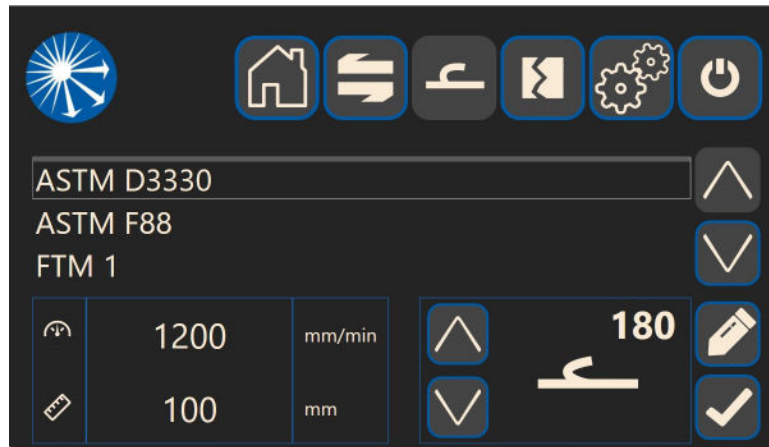 ASTM D3330
ASTM F88
FTM 1
1200 mm/min
180
100 mm